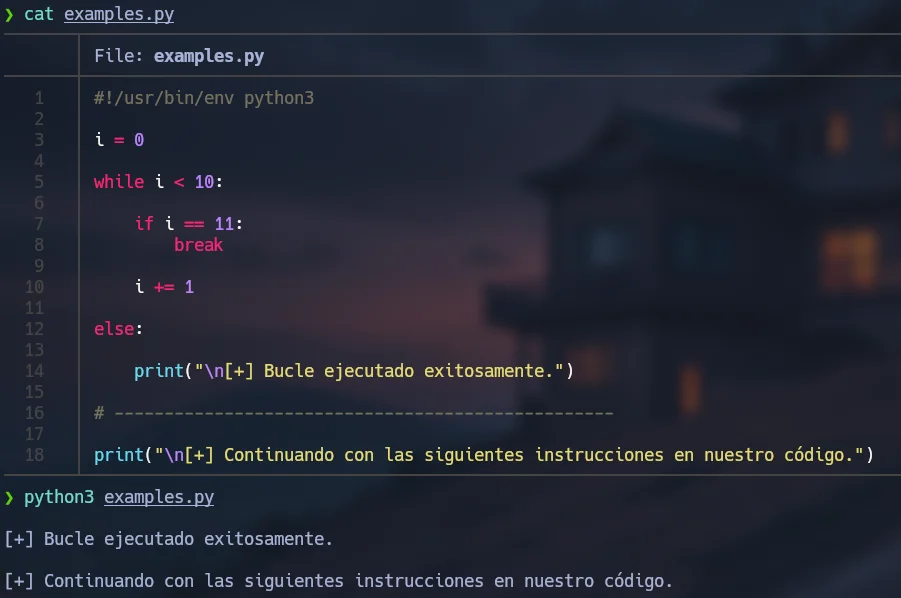 ❯ cat examples.py
File: examples.py
1 #!/usr/bin/env python3
2
3 i = 0
4
5 while i < 10:
6
7 if i == 11:
8 break
9
10 i += 1
11
12 else:
13
14 print("\n[+] Bucle ejecutado exitosamente.")
15
16 # --------------------------------------------------
17
18 print("\n[+] Continuando con las siguientes instrucciones en nuestro código.")
❯ python3 examples.py
[+] Bucle ejecutado exitosamente.
[+] Continuando con las siguientes instrucciones en nuestro código.